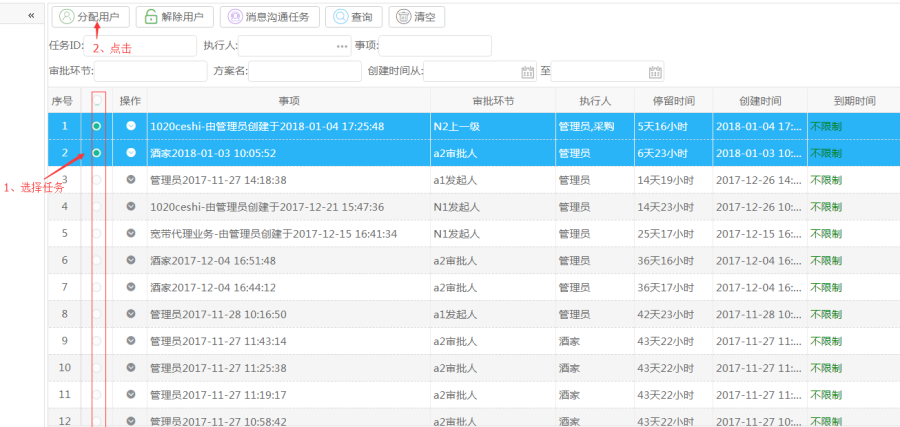 « 分配用户 解除用户 消息沟通任务 查询 清空
任务ID: 执行人: 事项:
2、点击
审批环节: 方案名: 创建时间从: 至
序号 操作 事项 审批环节 执行人 停留时间 创建时间 到期时间
1 1020ceshi-由管理员创建于2018-01-04 17:25:48 N2上一级 管理员,采购 5天16小时 2018-01-04 17:... 不限制
2 酒家2018-01-03 10:05:52 a2审批人 管理员 6天23小时 2018-01-03 10:... 不限制
3 管理员2017-11-27 14:18:38 a1发起人 管理员 14天19小时 2017-12-26 14:... 不限制
1、选择任务
4 1020ceshi-由管理员创建于2017-12-21 15:47:36 N1发起人 管理员 14天23小时 2017-12-26 10:... 不限制
5 宽带代理业务-由管理员创建于2017-12-15 16:41:34 N1发起人 管理员 25天17小时 2017-12-15 16:... 不限制
6 酒家2017-12-04 16:51:48 a2审批人 管理员 36天16小时 2017-12-04 16:... 不限制
7 酒家2017-12-04 16:44:12 a2审批人 管理员 36天17小时 2017-12-04 16:... 不限制
8 管理员2017-11-28 10:16:50 a1发起人 管理员 42天23小时 2017-11-28 10:... 不限制
9 管理员2017-11-27 11:43:14 a2审批人 酒家 43天22小时 2017-11-27 11:... 不限制
10 管理员2017-11-27 11:25:38 a2审批人 酒家 43天22小时 2017-11-27 11:... 不限制
11 管理员2017-11-27 11:19:17 a2审批人 酒家 43天22小时 2017-11-27 11:... 不限制
12 管理员2017-11-27 10:58:42 a2审批人 酒家 43天22小时 2017-11-27 11:... 不限制